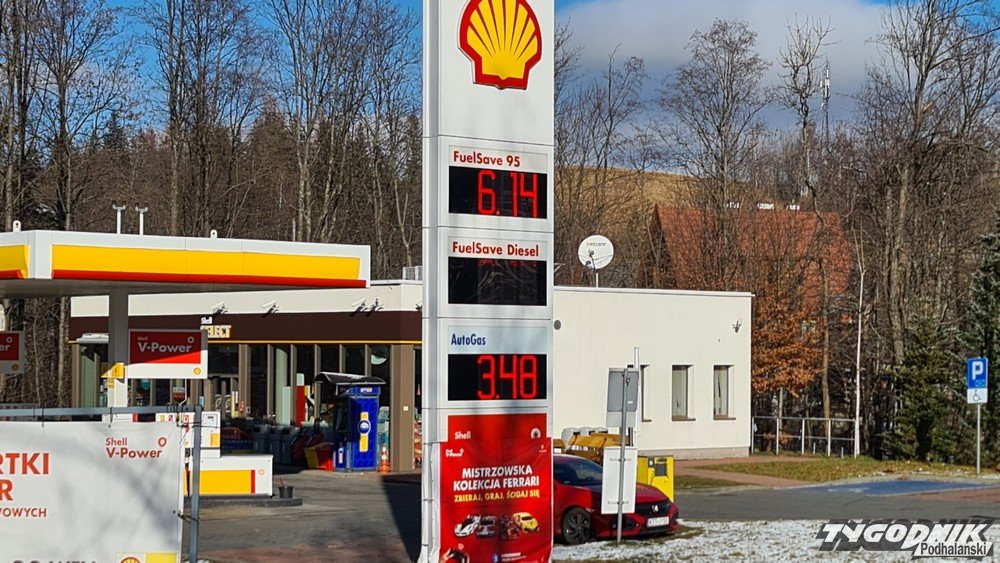 FuelSave 95
6.14
FuelSave Diesel
AutoGas
3.48
Shell
MISTRZOWSKA
KOLEKCJA FERRARI
ZBIERAJ, GRAJ, ŚCIGAJ SIĘ
Shell
V-Power
Shell
V-Power
RTKI
R
WOWYCH
P
TYGODNIK
Podhalański